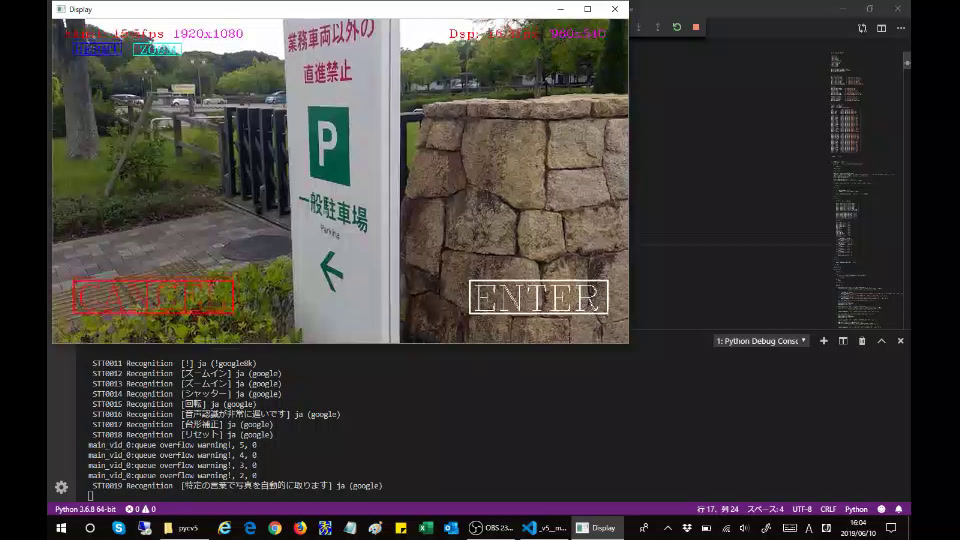 Display
1920x1080
960x540
RESET
ZOOM
業務車両以外の
直進禁止
P
一般駐車場
Parking
CANCEL
ENTER
1: Python Debug Consc
STT0011 Recognition [!] ja (!google8k)
STT0012 Recognition [ズームイン] ja (google)
STT0013 Recognition [ズームイン] ja (google)
STT0014 Recognition [シャッター] ja (google)
STT0015 Recognition [回転] ja (google)
STT0016 Recognition [音声認識が非常に遅いです] ja (google)
STT0017 Recognition [台形補正] ja (google)
STT0018 Recognition [リセット] ja (google)
main_vid_0:queue overflow warning!, 5, 0
main_vid_0:queue overflow warning!, 4, 0
main_vid_0:queue overflow warning!, 3, 0
main_vid_0:queue overflow warning!, 2, 0
STT0019 Recognition [特定の言葉で写真を自動的に取ります] ja (google)
Python 3.6.8 64-bit 0 0 行 17、列 24 スペース: 4 UTF-8 CRLF Python
pycv5 OBS 23... _v5__m... Display A 16:04
2019/06/10